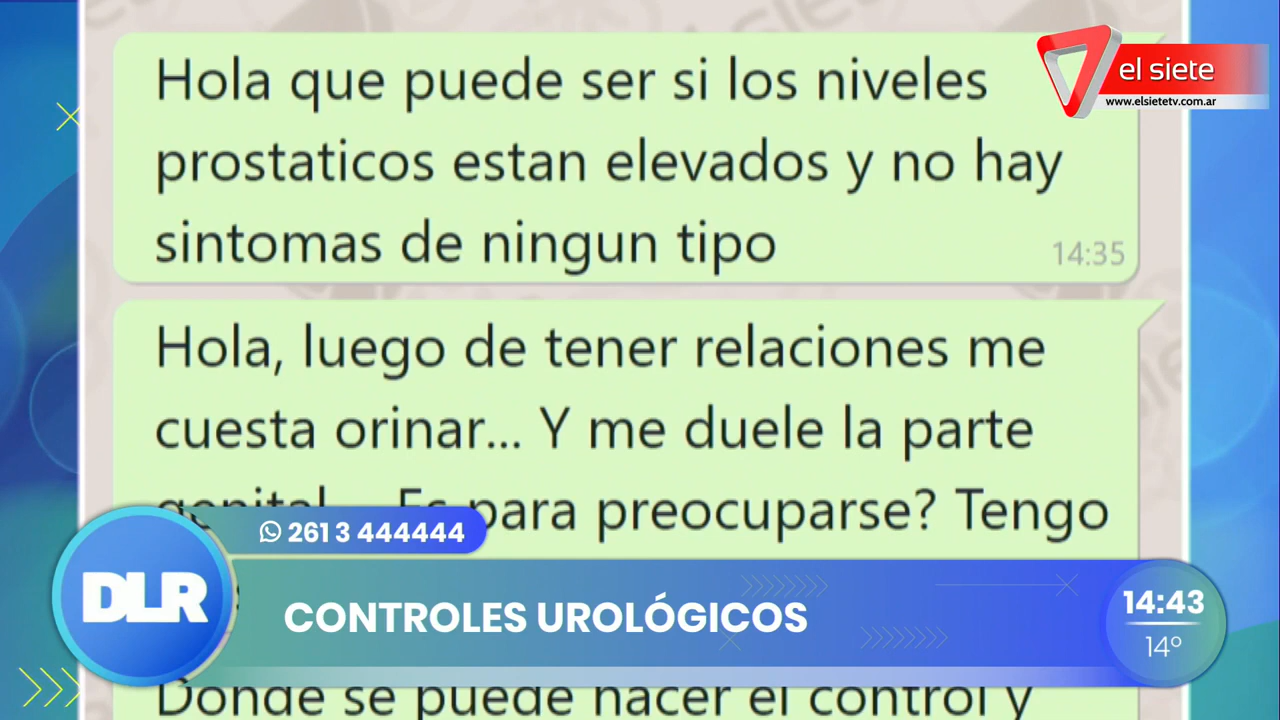 Hola que puede ser si los niveles
prostaticos estan elevados y no hay
sintomas de ningun tipo
14:35
el siete
www.elsietetv.com.ar
Hola, luego de tener relaciones me
cuesta orinar... Y me duele la parte
genital... Es para preocuparse? Tengo
261 3 444444
DLR
CONTROLES UROLÓGICOS
14:43
14°
Donde se puede hacer el control y